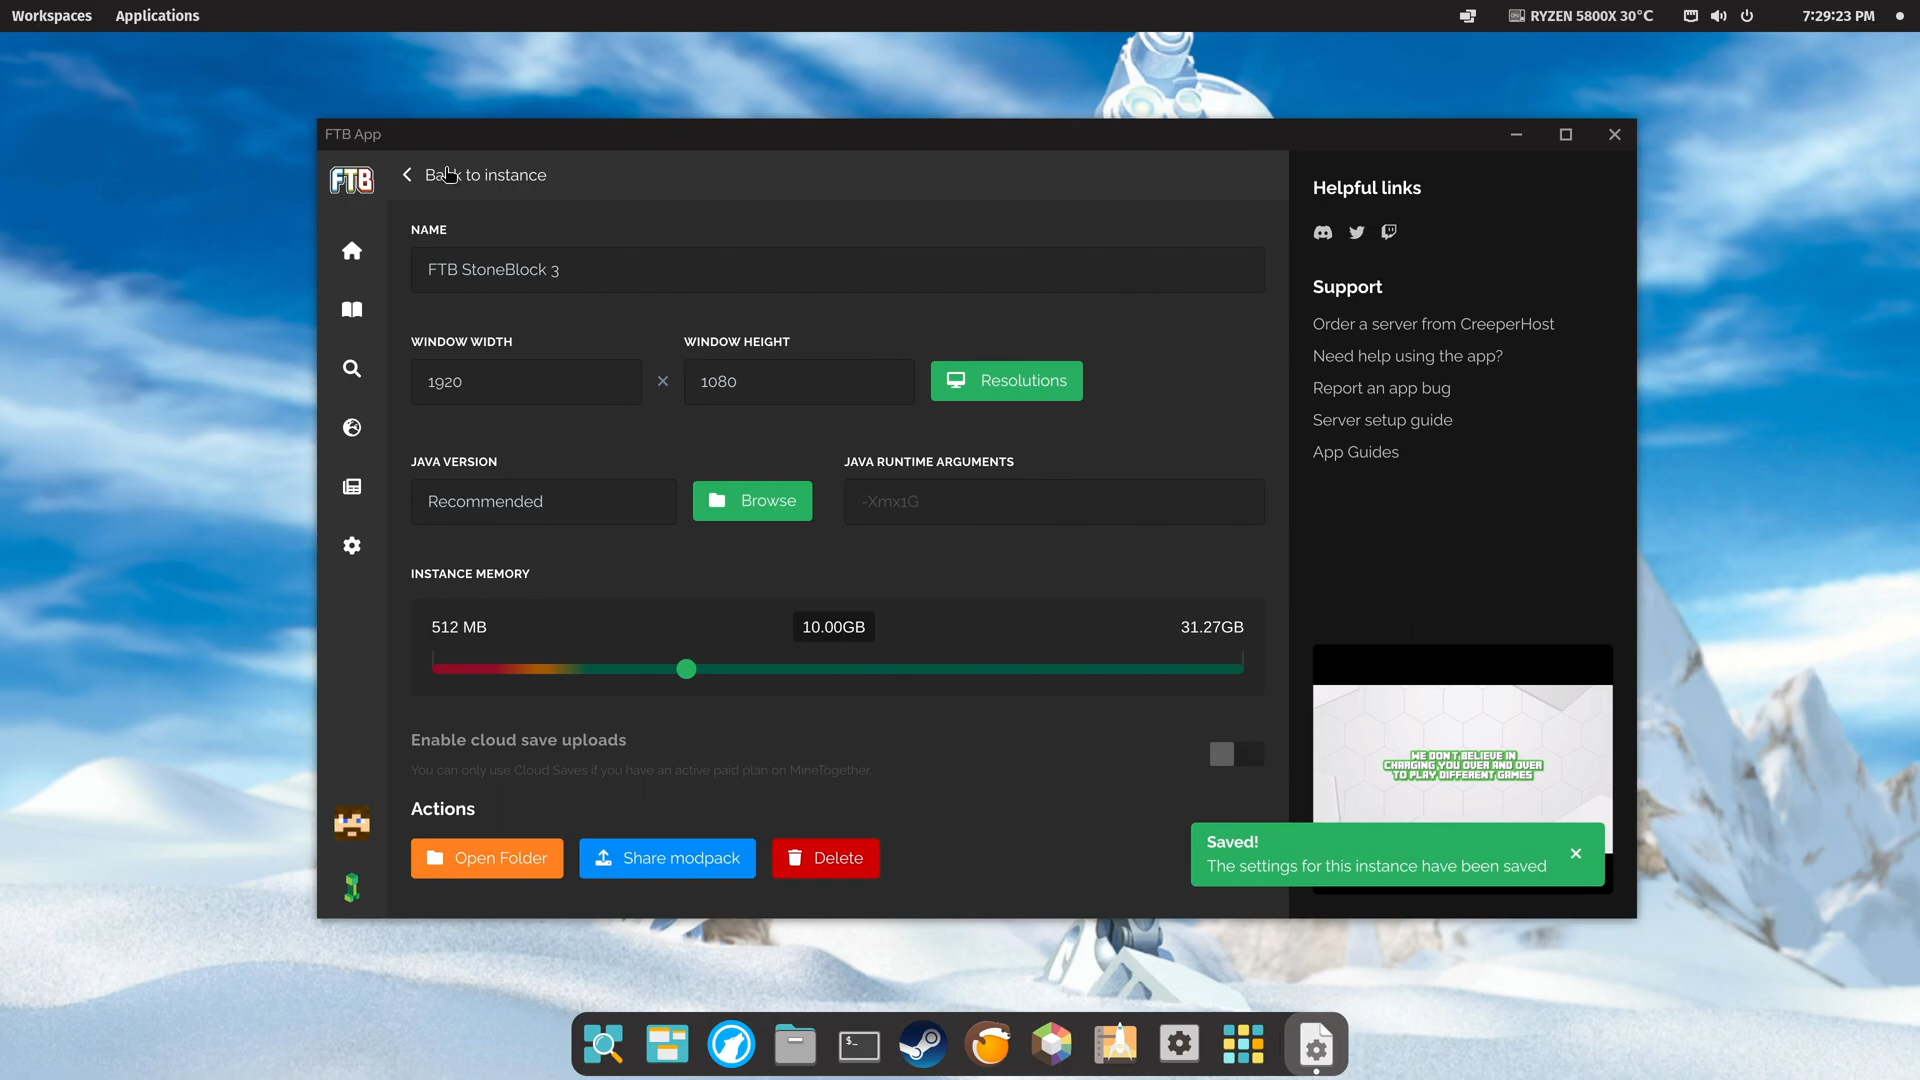 Workspaces
Applications
RYZEN 5800X 30°C
7:29:23 PM
FTB App
FTB
Back to instance
NAME
FTB StoneBlock 3
WINDOW WIDTH
WINDOW HEIGHT
1920
×
1080
Resolutions
JAVA VERSION
JAVA RUNTIME ARGUMENTS
Recommended
Browse
-Xmx1G
INSTANCE MEMORY
512 MB
10.00GB
31.27GB
Enable cloud save uploads
You can only use Cloud Saves if you have an active paid plan on MineTogether.
Actions
Open Folder
Share modpack
Delete
Helpful links
Support
Order a server from CreeperHost
Need help using the app?
Report an app bug
Server setup guide
App Guides
WE DON'T BELIEVE IN
CHARGING YOU OVER AND OVER
TO PLAY DIFFERENT GAMES
Saved!
The settings for this instance have been saved
$_